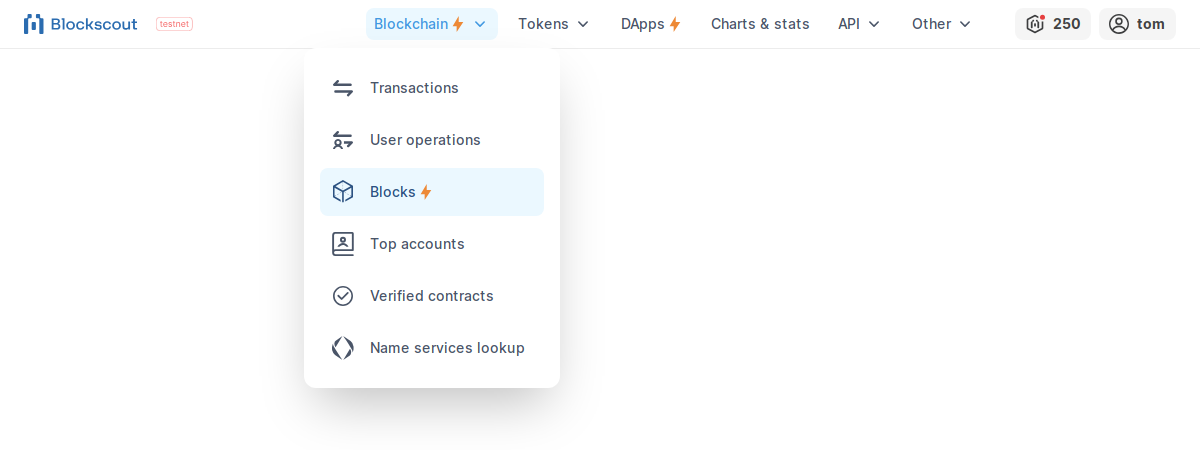 Blockscout testnet Blockchain Tokens DApps Charts & stats API Other 250 tom
Transactions
User operations
Blocks
Top accounts
Verified contracts
Name services lookup